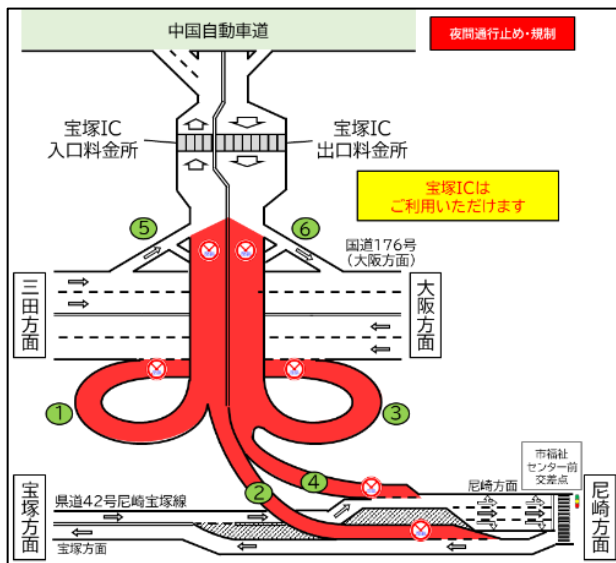 中国自動車道
夜間通行止め・規制
宝塚IC
入口料金所
宝塚IC
出口料金所
宝塚ICは
ご利用いただけます
⑤
⑥
国道176号
(大阪方面)
三田方面
大阪方面
①
③
市福祉
センター前
交差点
④
②
尼崎方面
県道42号尼崎宝塚線
宝塚方面
宝塚方面
尼崎方面